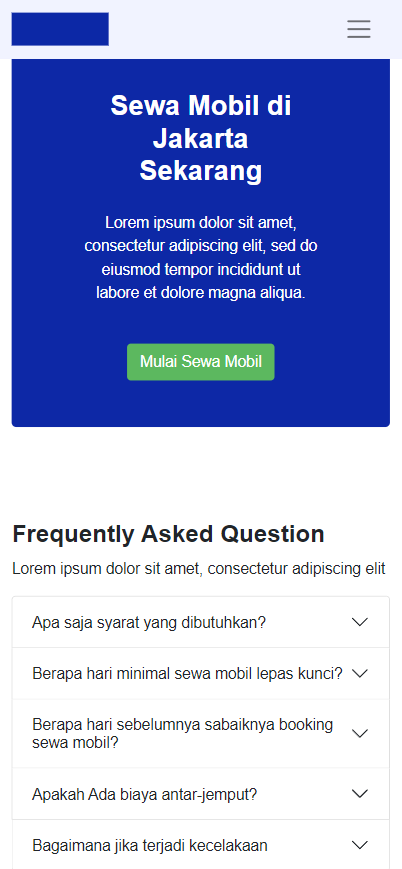 Sewa Mobil di
Jakarta
Sekarang
Lorem ipsum dolor sit amet,
consectetur adipiscing elit, sed do
eiusmod tempor incididunt ut
labore et dolore magna aliqua.
Mulai Sewa Mobil
Frequently Asked Question
Lorem ipsum dolor sit amet, consectetur adipiscing elit
Apa saja syarat yang dibutuhkan?
Berapa hari minimal sewa mobil lepas kunci?
Berapa hari sebelumnya sabaiknya booking
sewa mobil?
Apakah Ada biaya antar-jemput?
Bagaimana jika terjadi kecelakaan